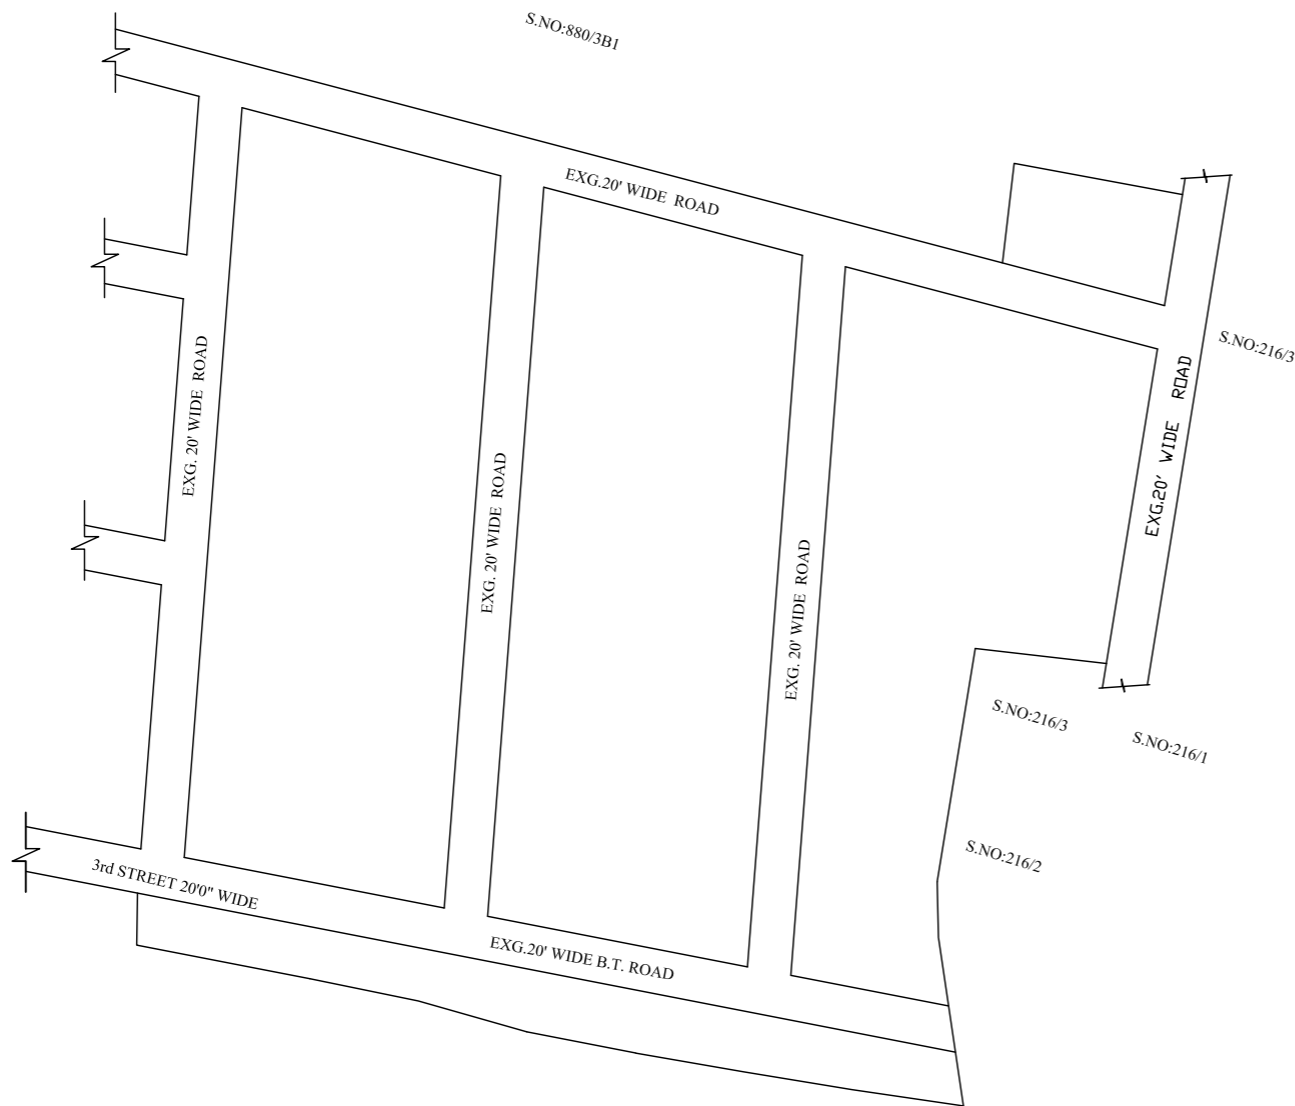 S.NO:880/3B1
EXG.20' WIDE ROAD
S.NO:216/3
EXG. 20' WIDE ROAD
EXG.20' WIDE ROAD
EXG. 20' WIDE ROAD
EXG. 20' WIDE ROAD
S.NO:216/3
S.NO:216/1
S.NO:216/2
3rd STREET 20'0" WIDE
EXG.20' WIDE B.T. ROAD